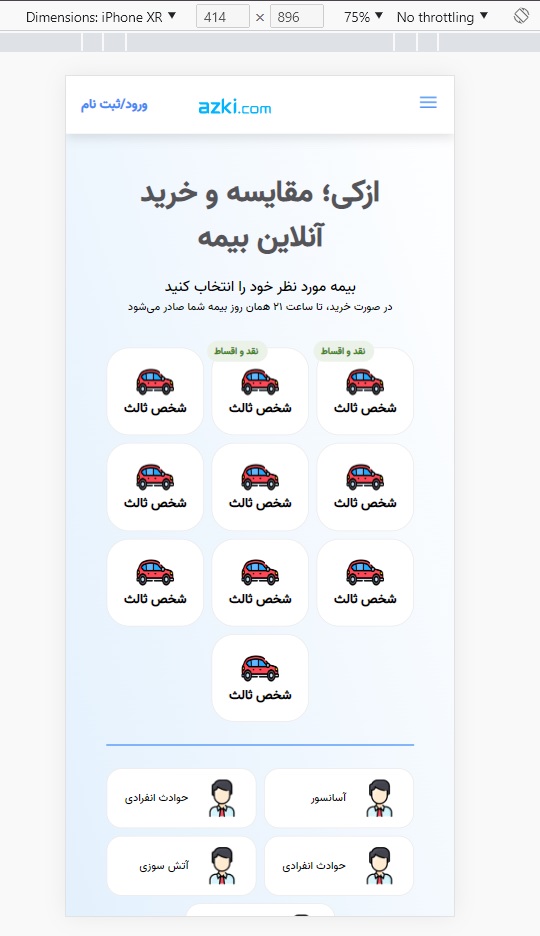 Dimensions: iPhone XR ▼ 414 × 896 75% ▼ No throttling ▼
ورود/ثبت نام azki.com
ازکی؛ مقایسه و خرید
آنلاین بیمه
بیمه مورد نظر خود را انتخاب کنید
در صورت خرید، تا ساعت ۲۱ همان روز بیمه شما صادر می‌شود
نقد و اقساط نقد و اقساط
شخص ثالث شخص ثالث شخص ثالث
شخص ثالث شخص ثالث شخص ثالث
شخص ثالث شخص ثالث شخص ثالث
شخص ثالث
آسانسور حوادث انفرادی
حوادث انفرادی آتش سوزی